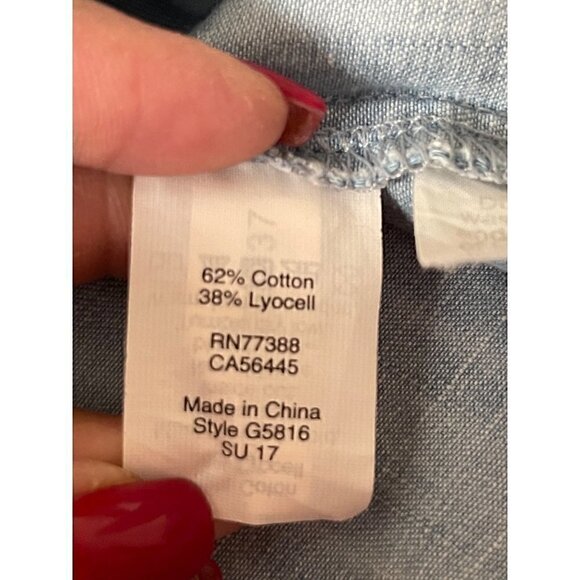 62% Cotton
38% Lyocell
RN77388
CA56445
Made in China
Style G5816
SU 17